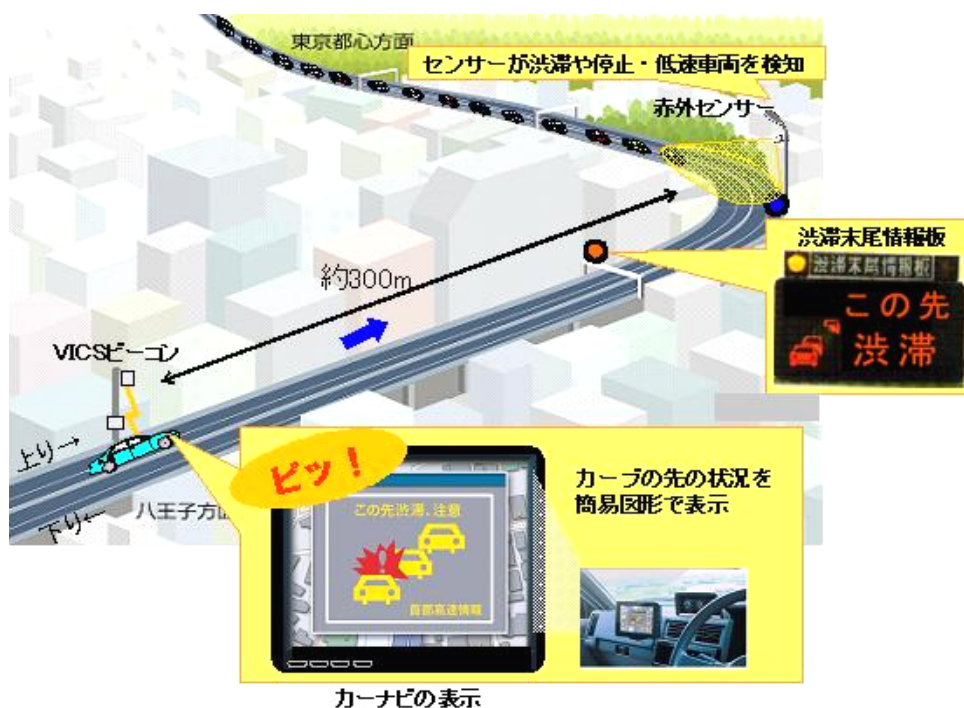 東京都心方面
センサーが渋滞や停止・低速車両を検知
赤外センサー
渋滞末尾情報板
渋滞末尾情報板
この先
渋滞
約300m
VICSビーコン
上り→
下り←
八王子方面
ピッ！
この先渋滞、注意
!
首都高速情報
カーブの先の状況を
簡易図形で表示
カーナビの表示